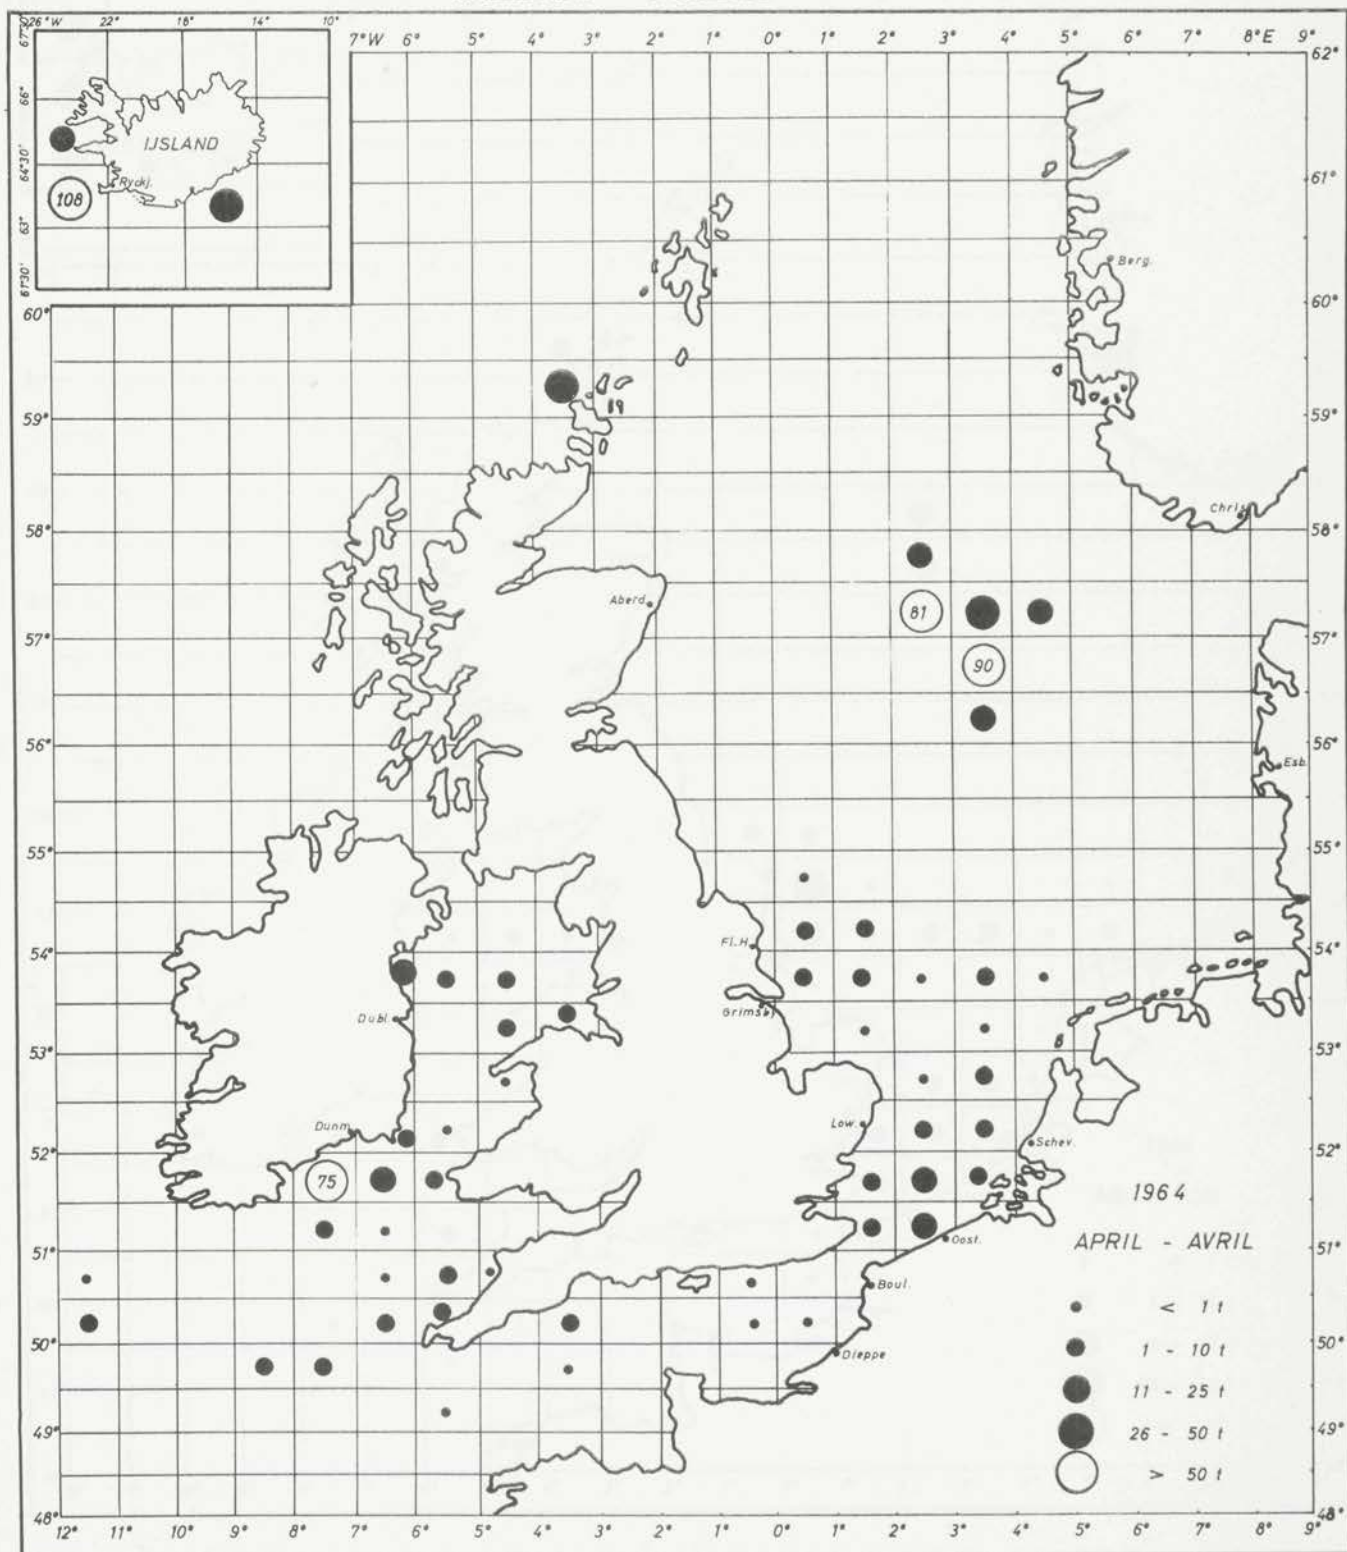 26° W 22° 18° 14° 10°
67°30'
66°
64°30'
63°
61°30'
IJSLAND
Ryckj.
108
7°W 6° 5° 4° 3° 2° 1° 0° 1° 2° 3° 4° 5° 6° 7° 8°E 9°
62°
61°
60° 60°
59° 59°
58° 58°
57° 57°
56° 56°
55° 55°
54° 54°
53° 53°
52° 52°
51° 51°
50° 50°
49° 49°
48° 48°
Berg.
Chris
Aberd.
81
90
Esb.
Fl.H.
Grimsby
Dubl.
Dunm.
Low.
Schev.
75
Oost.
Boul.
Dieppe
1964
APRIL - AVRIL
< 1 t
1 - 10 t
11 - 25 t
26 - 50 t
> 50 t
12° 11° 10° 9° 8° 7° 6° 5° 4° 3° 2° 1° 0° 1° 2° 3° 4° 5° 6° 7° 8° 9°